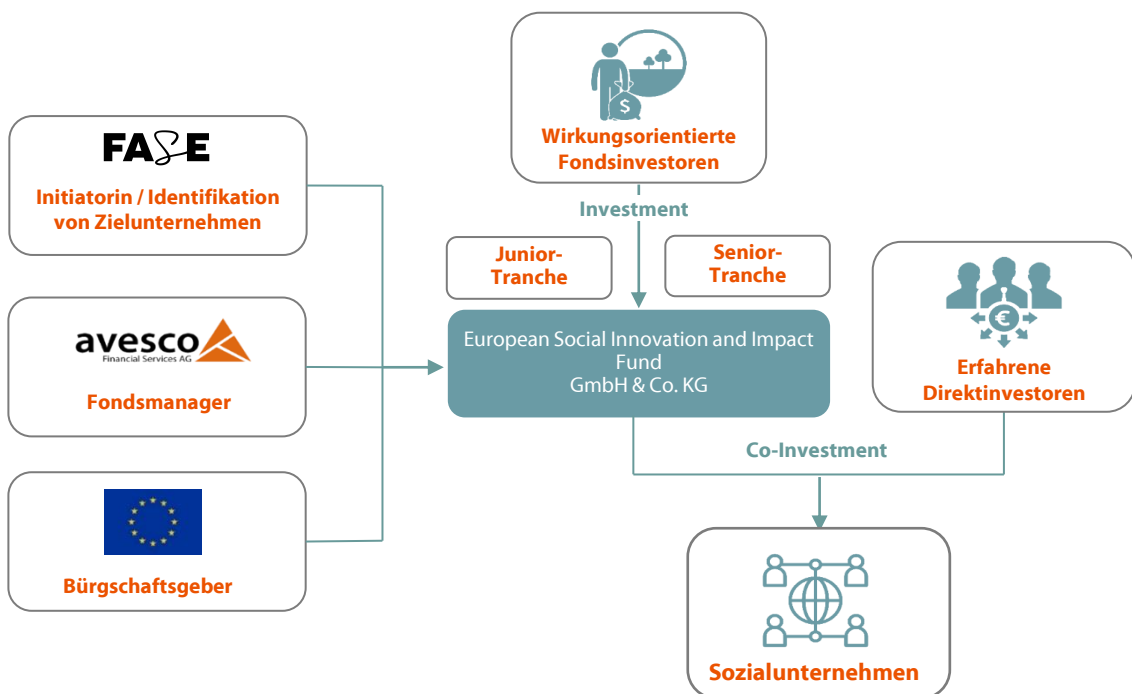 FASE
Initiatorin / Identifikation
von Zielunternehmen
avesco
Financial Services AG
Fondsmanager
Bürgschaftsgeber
$
Wirkungsorientierte
Fondsinvestoren
Investment
Junior-
Tranche
Senior-
Tranche
European Social Innovation and Impact
Fund
GmbH & Co. KG
€
Erfahrene
Direktinvestoren
Co-Investment
Sozialunternehmen